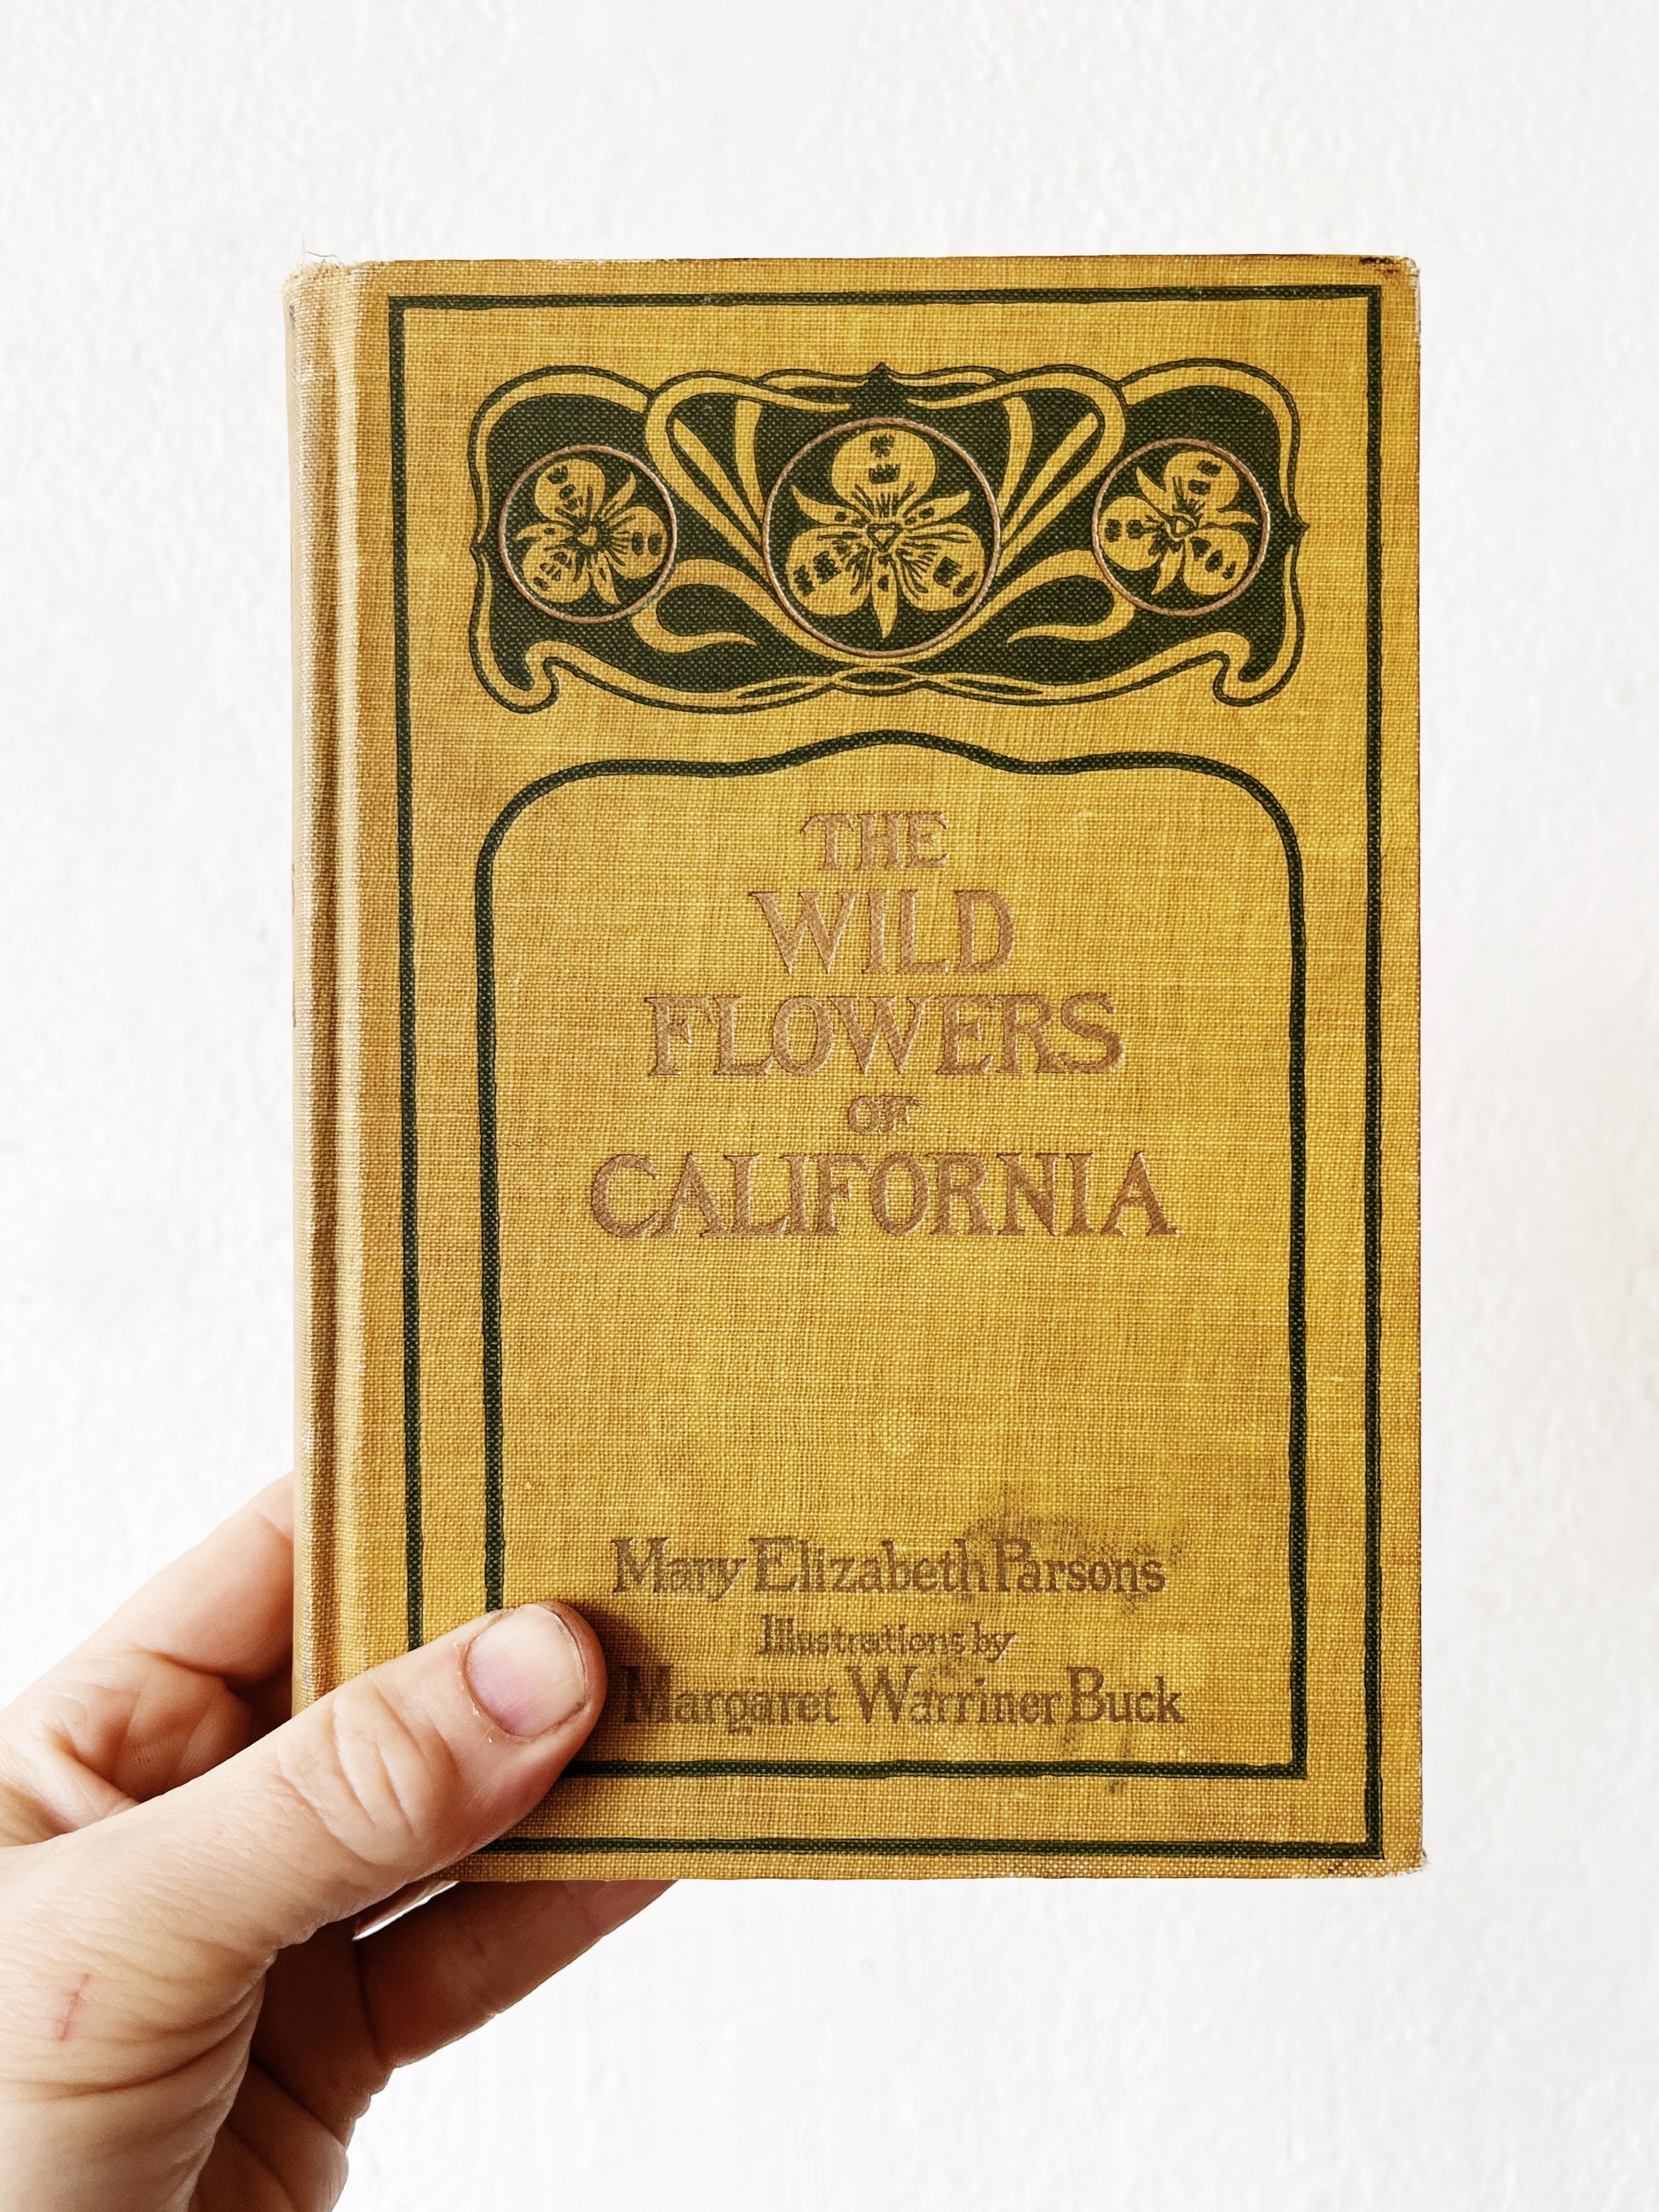 THE
WILD
FLOWERS
OF
CALIFORNIA
Mary Elizabeth Parsons
Illustrations by
Margaret Warriner Buck